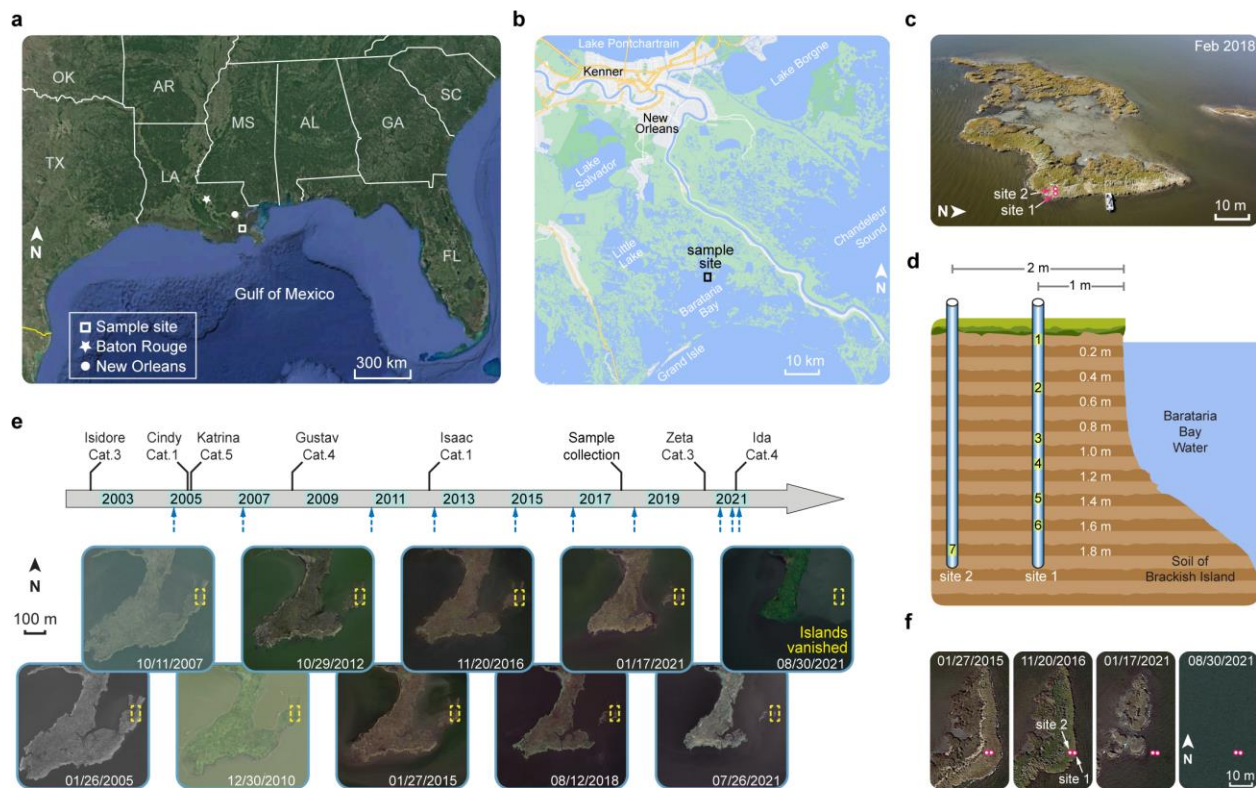 a
OK
AR
TX
LA
MS
AL
GA
SC
FL
N
Gulf of Mexico
Sample site
Baton Rouge
New Orleans
300 km
b
Lake Pontchartrain
Kenner
Lake Borgne
New
Orleans
Lake
Salvador
Little
Lake
sample
site
Barataria
Bay
Chandeleur
Sound
N
Grand Isle
10 km
c
Feb 2018
site 2
site 1
N
10 m
d
2 m
1 m
1
0.2 m
0.4 m
2
0.6 m
0.8 m
3
1.0 m
4
1.2 m
5
1.4 m
6
1.6 m
7
1.8 m
site 2
site 1
Barataria
Bay
Water
Soil of
Brackish Island
e
Isidore
Cat.3
Cindy
Cat.1
Katrina
Cat.5
Gustav
Cat.4
Isaac
Cat.1
Sample
collection
Zeta
Cat.3
Ida
Cat.4
2003
2005
2007
2009
2011
2013
2015
2017
2019
2021
N
100 m
10/11/2007
10/29/2012
11/20/2016
01/17/2021
Islands
vanished
08/30/2021
01/26/2005
12/30/2010
01/27/2015
08/12/2018
07/26/2021
f
01/27/2015
11/20/2016
01/17/2021
08/30/2021
site 2
site 1
N
10 m